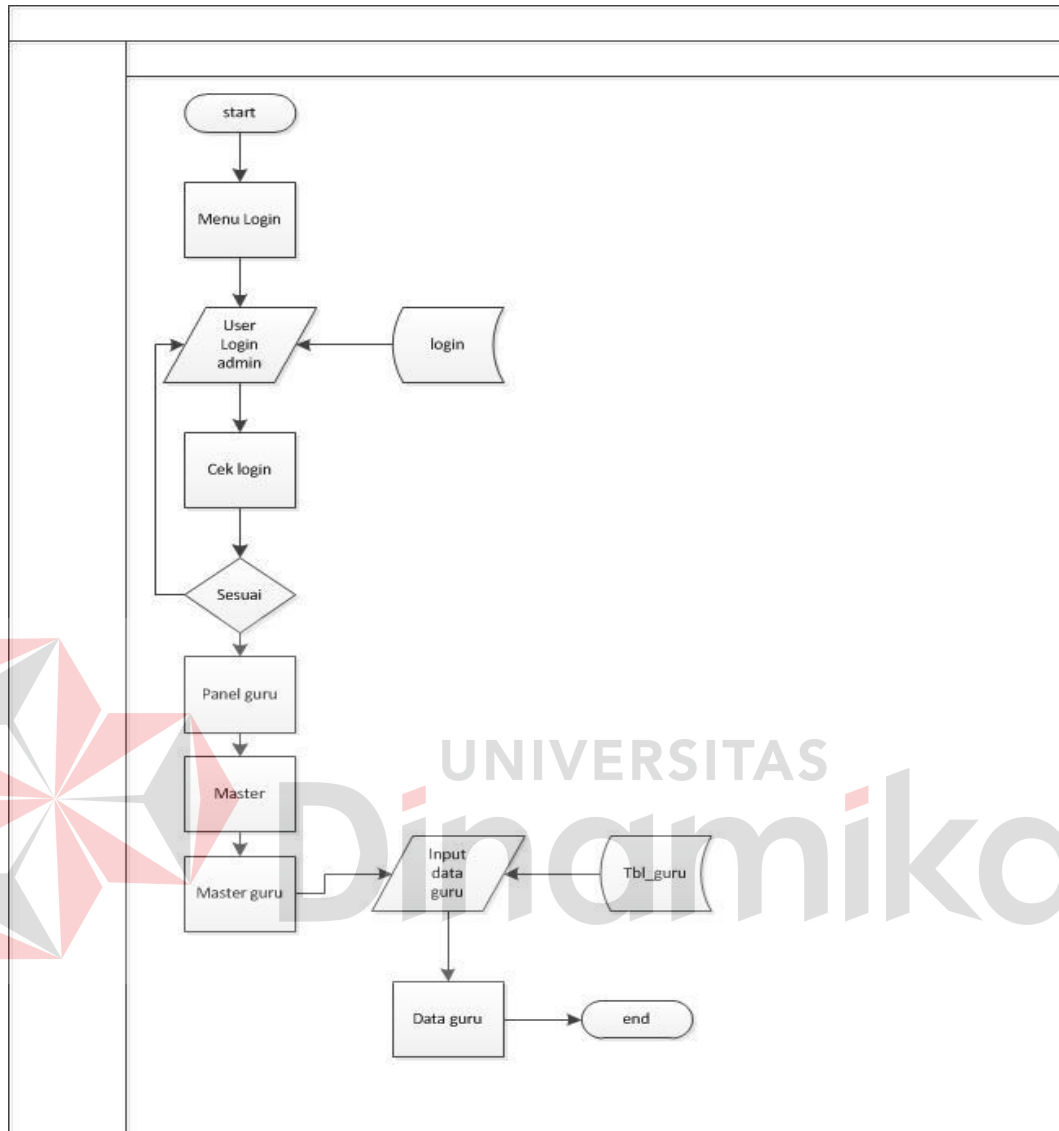 start
Menu Login
User
Login
admin
login
Cek login
Sesuai
Panel guru
UNIVERSITAS
Dinamika
Master
Input
data
guru
Tbl_guru
Master guru
Data guru
end